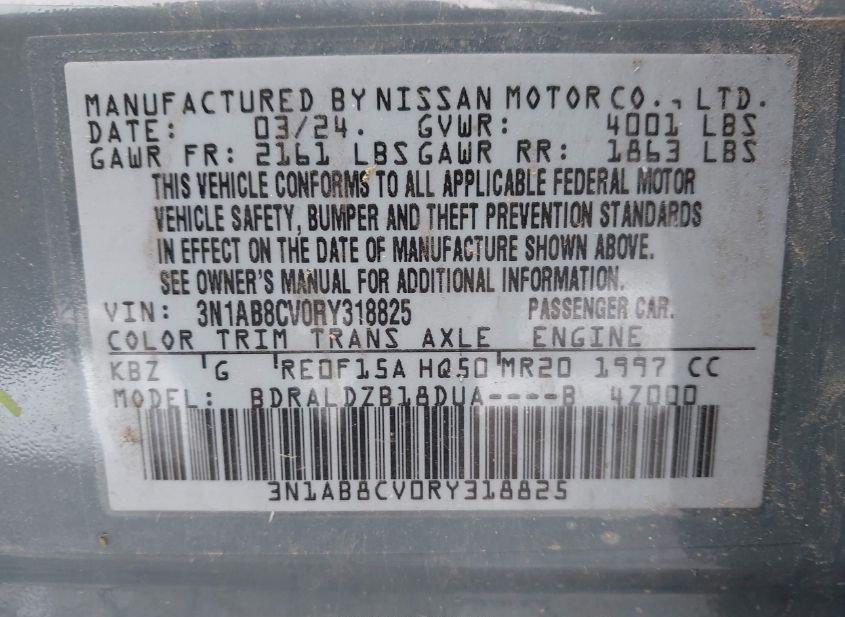 MANUFACTURED BY NISSAN MOTOR CO., LTD.
DATE: 03/24. GVWR: 4001 LBS
GAWR FR: 2161 LBS GAWR RR: 1863 LBS
THIS VEHICLE CONFORMS TO ALL APPLICABLE FEDERAL MOTOR
VEHICLE SAFETY, BUMPER AND THEFT PREVENTION STANDARDS
IN EFFECT ON THE DATE OF MANUFACTURE SHOWN ABOVE.
SEE OWNER'S MANUAL FOR ADDITIONAL INFORMATION.
VIN: 3N1AB8CV0RY318825 PASSENGER CAR.
COLOR TRIM TRANS AXLE ENGINE
KBZ G RE0F15A HQ50 MR20 1997 CC
MODEL: BDRALDZB18DUA----B 4Z000
3N1AB8CV0RY318825